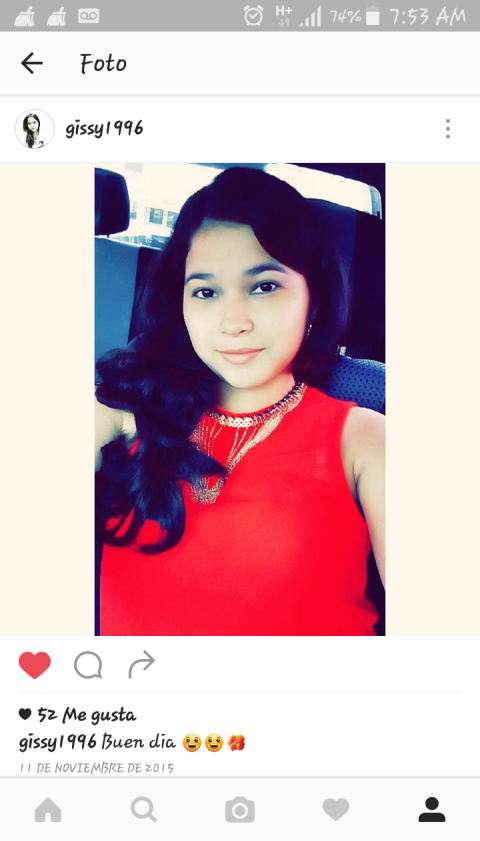 H+ 74% 7:53 AM
Foto
gissy1996
52 Me gusta
gissy1996 Buen dia 😀😀🌺
11 DE NOVIEMBRE DE 2015